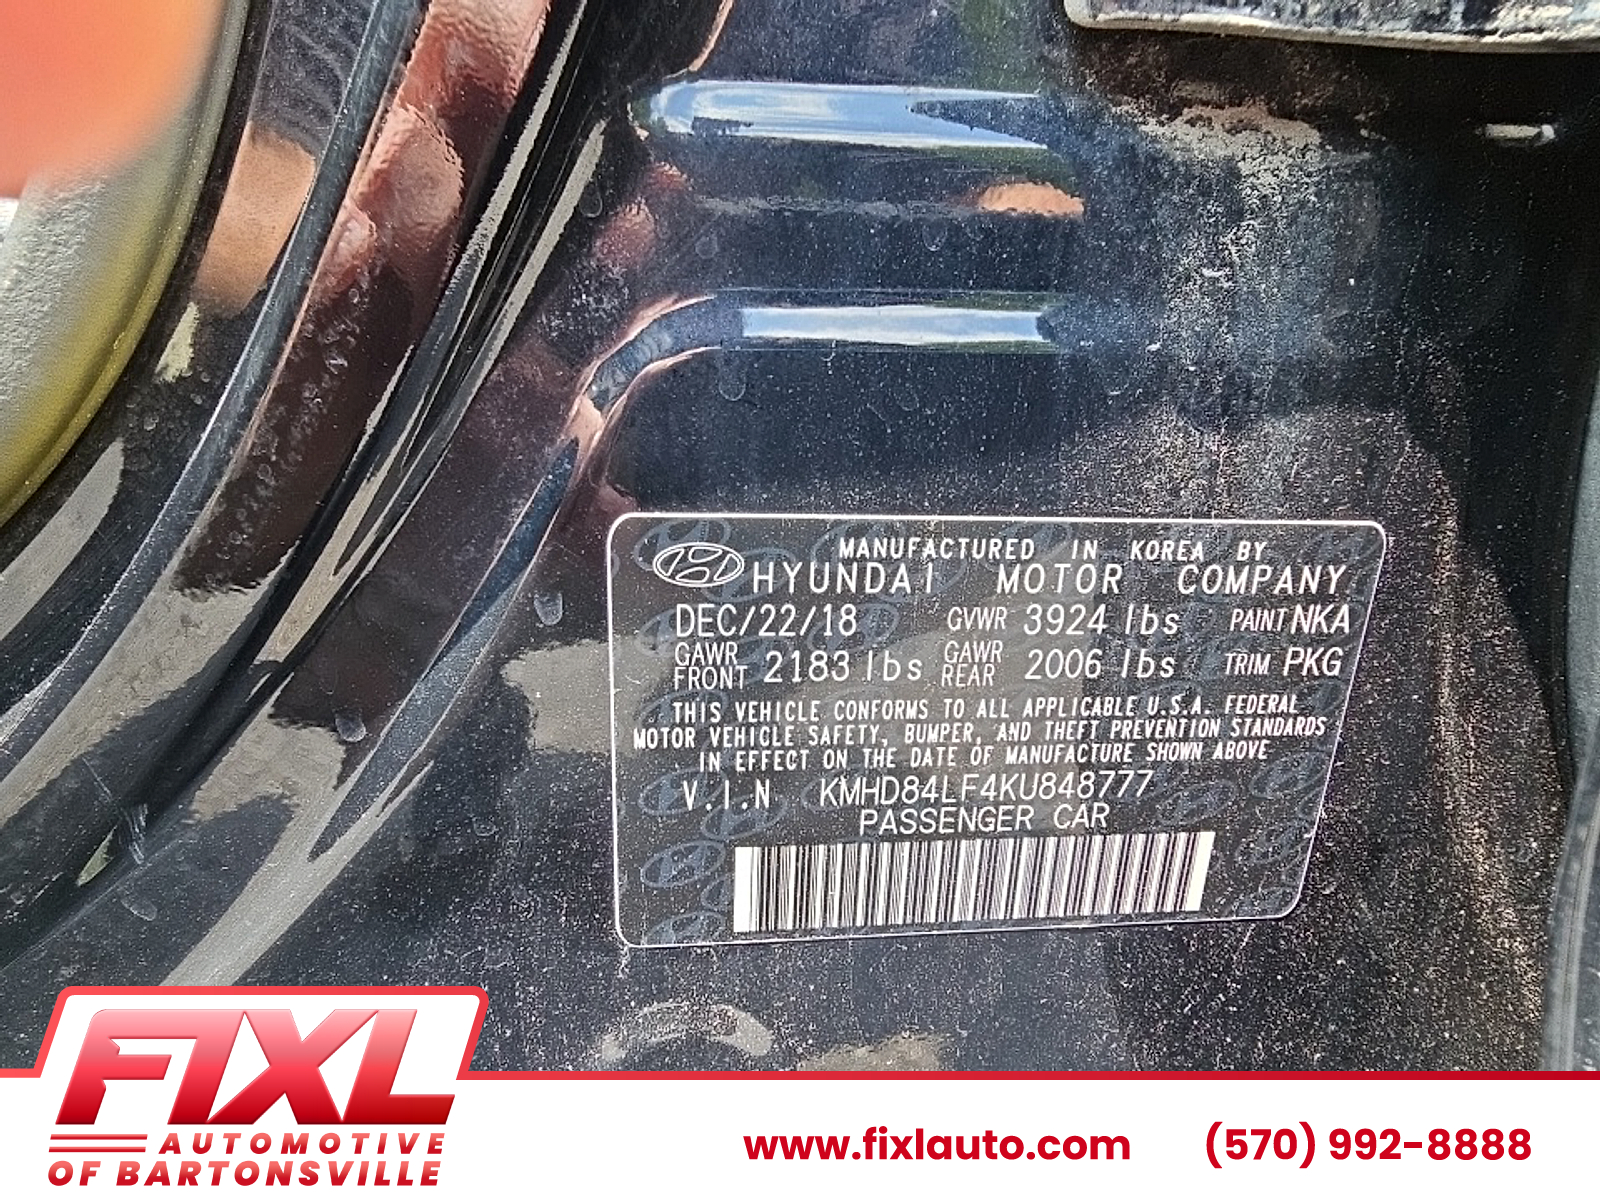 MANUFACTURED IN KOREA BY
HYUNDAI MOTOR COMPANY
DEC/22/18 GVWR 3924 lbs PAINT NKA
GAWR FRONT 2183 lbs GAWR REAR 2006 lbs TRIM PKG
THIS VEHICLE CONFORMS TO ALL APPLICABLE U.S.A. FEDERAL
MOTOR VEHICLE SAFETY, BUMPER, AND THEFT PREVENTION STANDARDS
IN EFFECT ON THE DATE OF MANUFACTURE SHOWN ABOVE
V.I.N KMHD84LF4KU848777
PASSENGER CAR
FIXL
AUTOMOTIVE
OF BARTONSVILLE
www.fixlauto.com (570) 992-8888